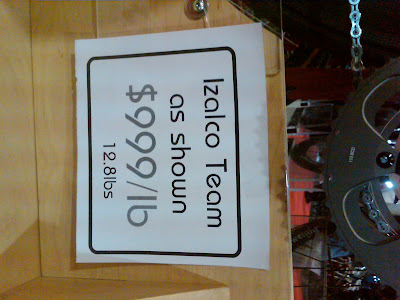 Izalco Team
as shown
$999/lb
12.8lbs